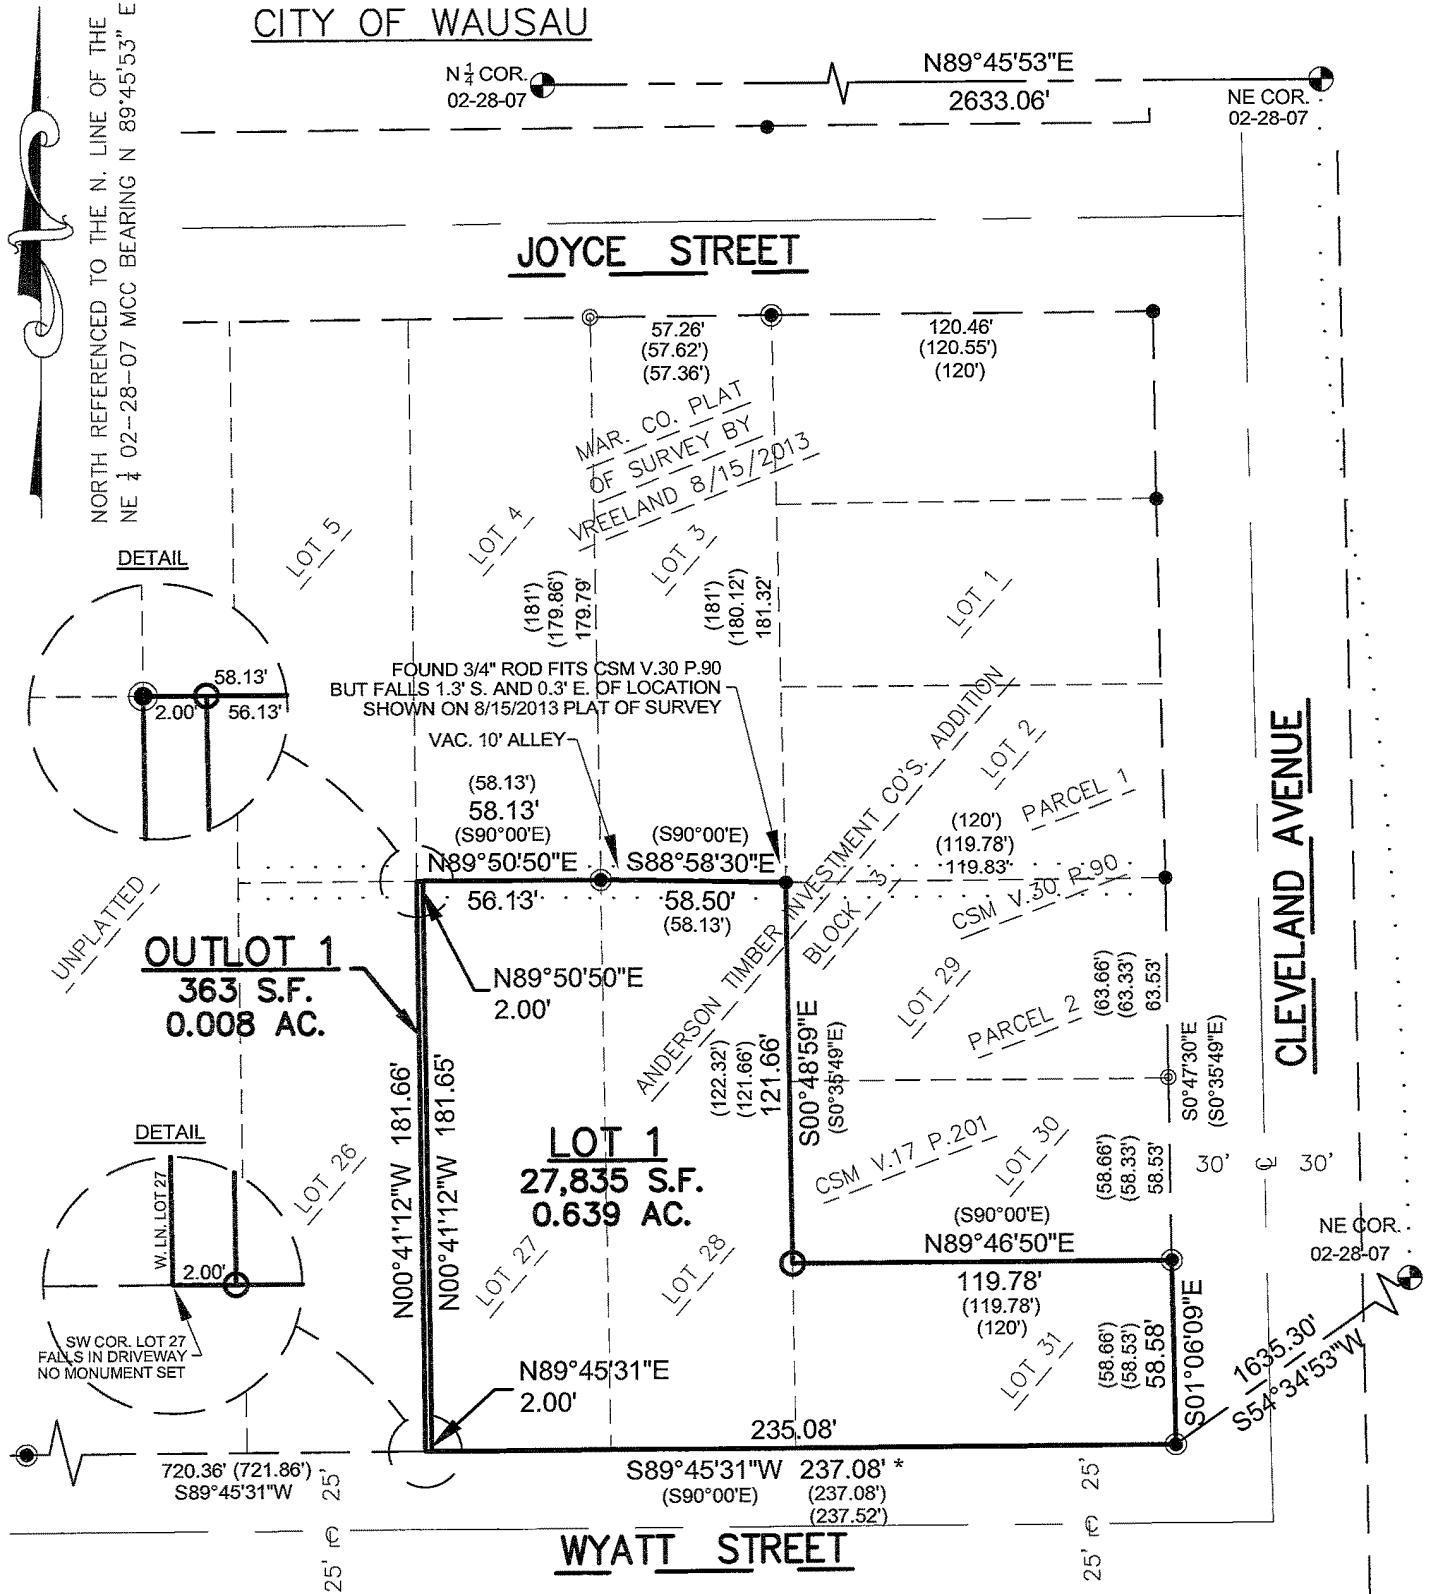 CITY OF WAUSAU
NORTH REFERENCED TO THE N. LINE OF THE
NE 1/4 02-28-07 MCC BEARING N 89°45'53" E
N 1/4 COR.
02-28-07
N89°45'53"E
2633.06'
NE COR.
02-28-07
JOYCE STREET
57.26'
(57.62')
(57.36')
120.46'
(120.55')
(120')
MAR. CO. PLAT
OF SURVEY BY
VREELAND 8/15/2013
LOT 5
LOT 4
LOT 3
LOT 1
(181')
(179.86')
179.79'
(181')
(180.12')
181.32'
DETAIL
58.13'
2.00'
56.13'
FOUND 3/4" ROD FITS CSM V.30 P.90
BUT FALLS 1.3' S. AND 0.3' E. OF LOCATION
SHOWN ON 8/15/2013 PLAT OF SURVEY
VAC. 10' ALLEY
LOT 2
PARCEL 1
(58.13')
58.13'
(S90°00'E)
N89°50'50"E
56.13'
(S90°00'E)
S88°58'30"E
58.50'
(58.13')
(120')
(119.78')
119.83'
ANDERSON TIMBER INVESTMENT CO'S. ADDITION
BLOCK 3
CSM V.30 P.90
CLEVELAND AVENUE
UNPLATTED
OUTLOT 1
363 S.F.
0.008 AC.
N89°50'50"E
2.00'
LOT 29
PARCEL 2
(63.66')
(63.33')
63.53'
S0°47'30"E
(S0°35'49"E)
(122.32')
(121.66')
121.66'
S00°48'59"E
(S0°35'49"E)
N00°41'12"W 181.66'
N00°41'12"W 181.65'
DETAIL
W. LN. LOT 27
2.00'
SW COR. LOT 27
FALLS IN DRIVEWAY
NO MONUMENT SET
LOT 26
LOT 1
27,835 S.F.
0.639 AC.
CSM V.17 P.201
LOT 30
(58.66')
(58.33')
58.53'
30' ℄ 30'
LOT 27
LOT 28
(S90°00'E)
N89°46'50"E
119.78'
(119.78')
(120')
NE COR.
02-28-07
LOT 31
(58.66')
(58.53')
58.58'
S01°06'09"E
1635.30'
S54°34'53"W
N89°45'31"E
2.00'
235.08'
720.36' (721.86')
S89°45'31"W
S89°45'31"W 237.08' *
(S90°00'E)
(237.08')
(237.52')
25' ℄ 25'
25' ℄ 25'
WYATT STREET